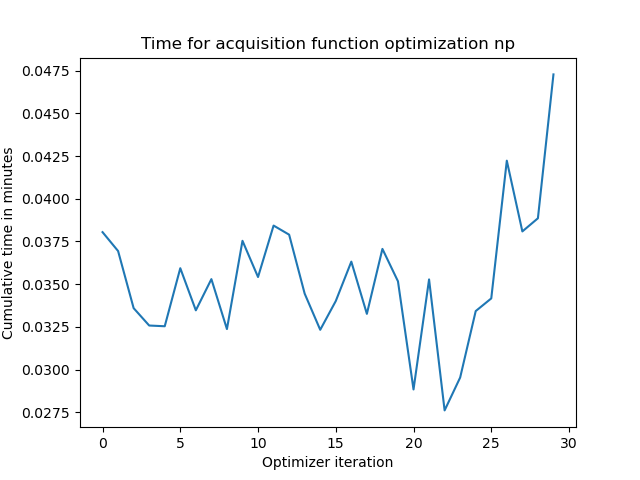 Time for acquisition function optimization np
Cumulative time in minutes
0.0475
0.0450
0.0425
0.0400
0.0375
0.0350
0.0325
0.0300
0.0275
0 5 10 15 20 25 30
Optimizer iteration